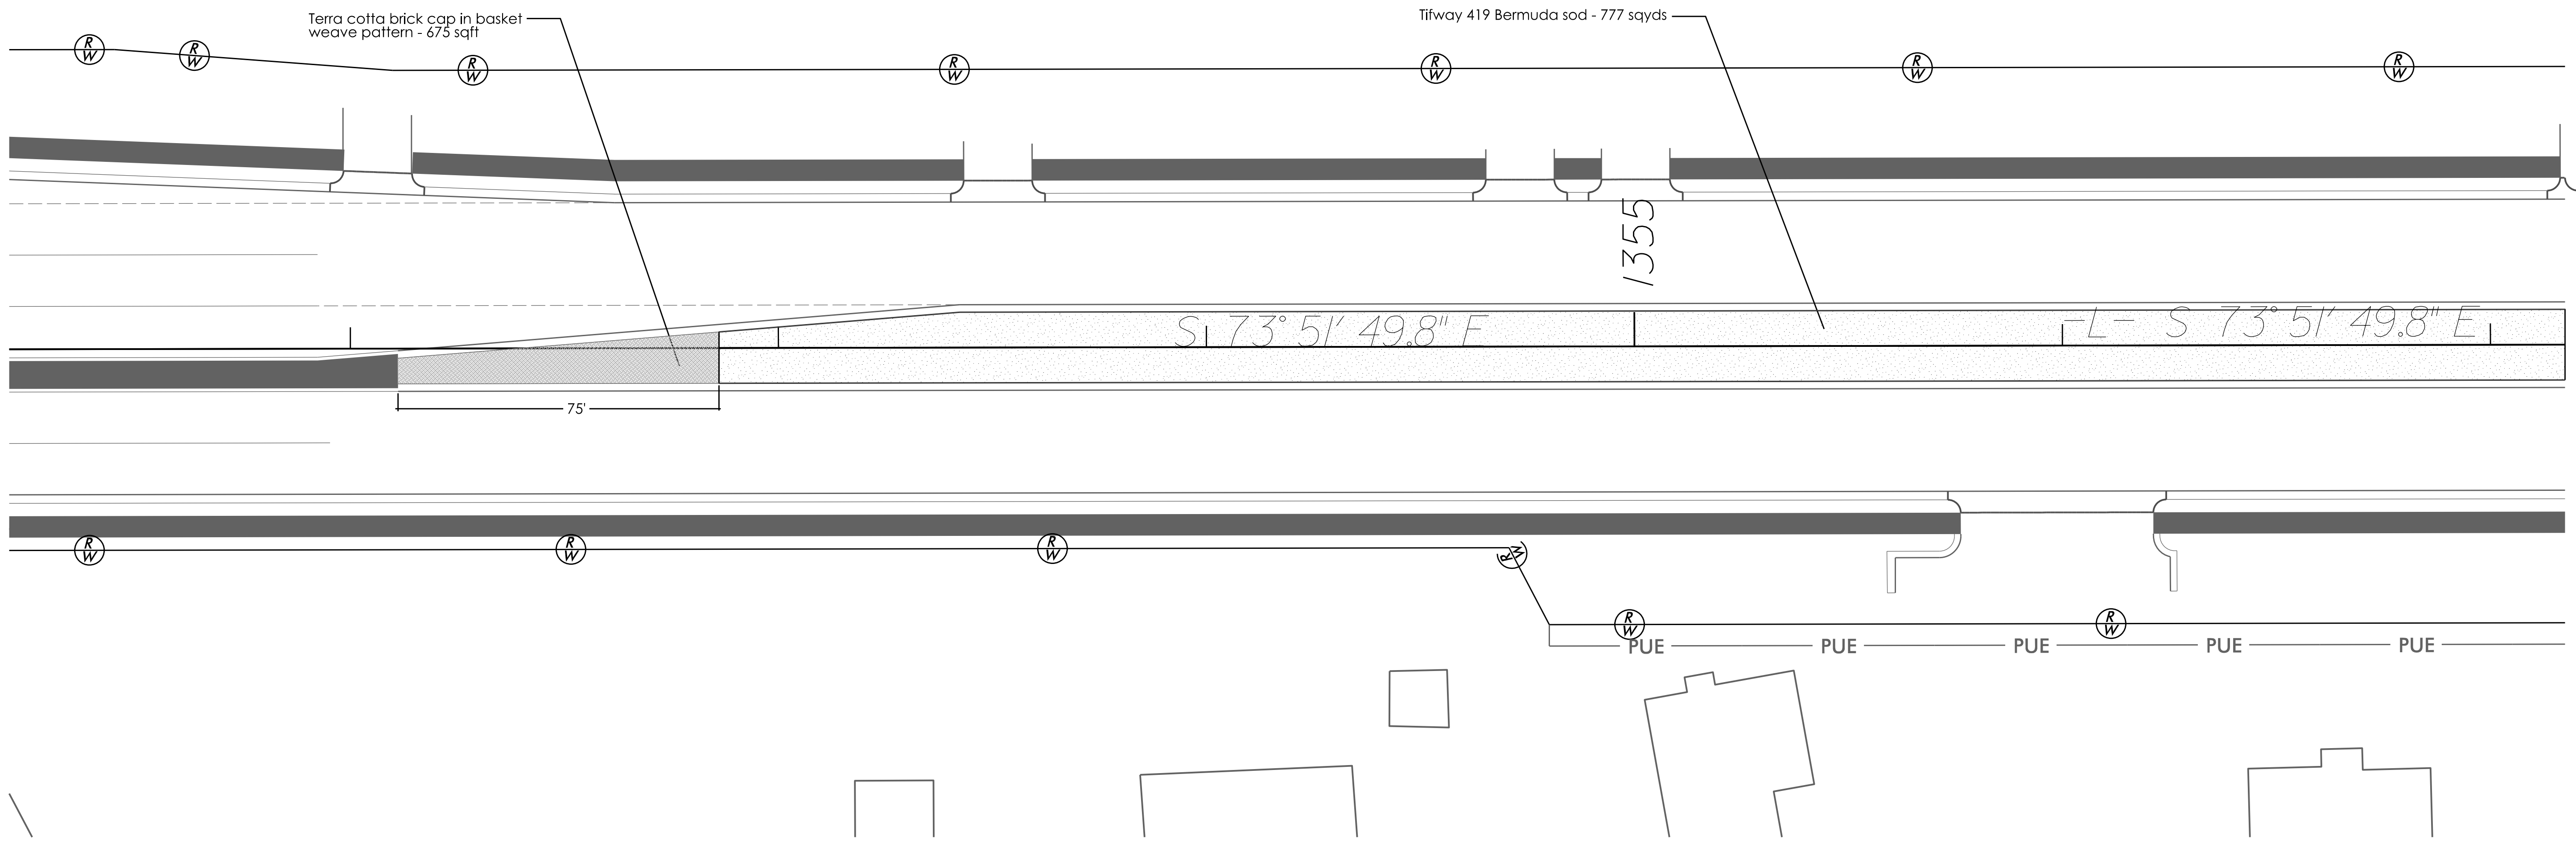 Terra cotta brick cap in basket
weave pattern - 675 sqft
Tifway 419 Bermuda sod - 777 sqyds
R
W
R
W
R
W
R
W
R
W
R
W
R
W
1355
S 73° 51' 49.8" E
-L- S 73° 51' 49.8" E
75'
R
W
R
W
R
W
R
W
R
W
R
W
PUE PUE PUE PUE PUE